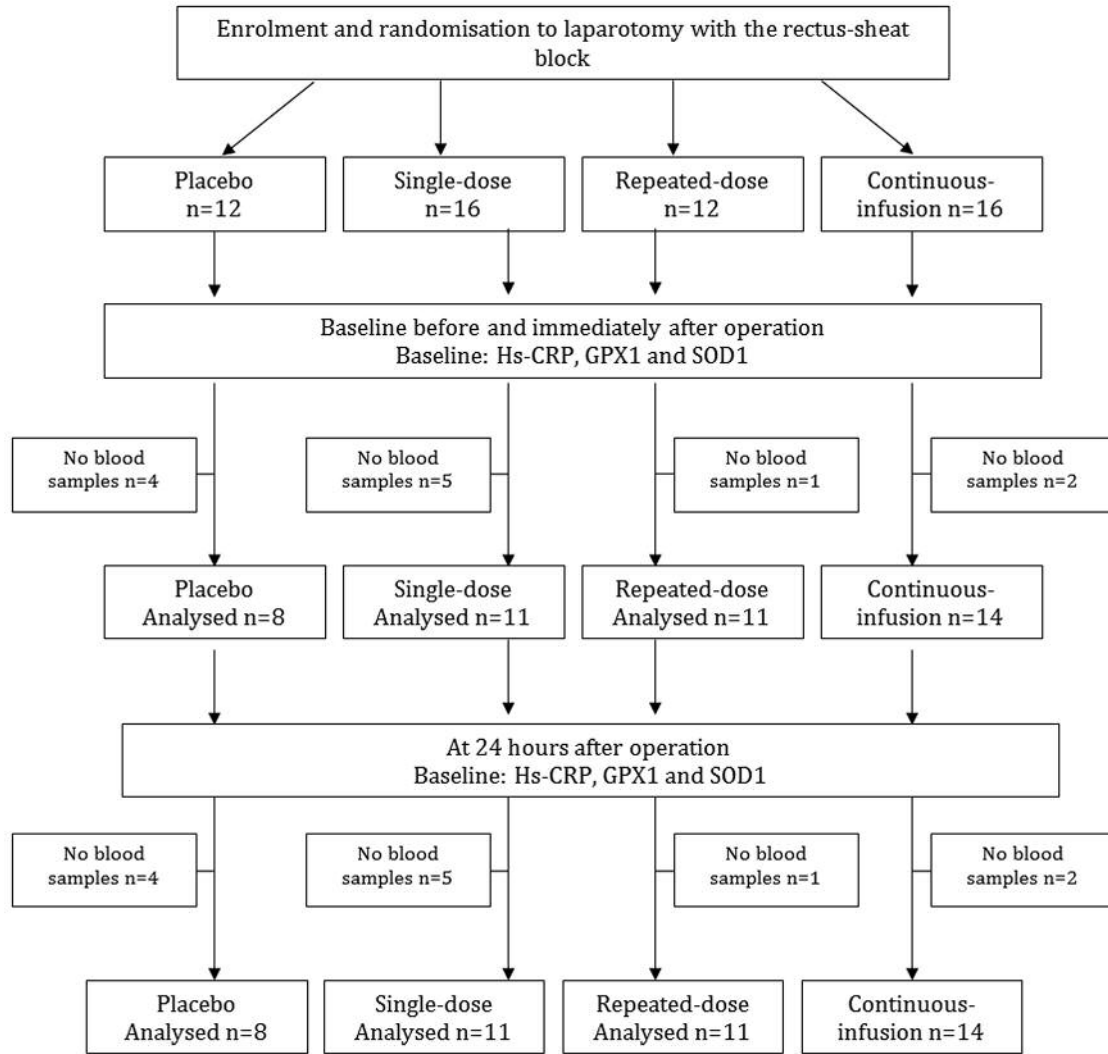 Enrolment and randomisation to laparotomy with the rectus-sheat
block
Placebo
n=12
Single-dose
n=16
Repeated-dose
n=12
Continuous-
infusion n=16
Baseline before and immediately after operation
Baseline: Hs-CRP, GPX1 and SOD1
No blood
samples n=4
No blood
samples n=5
No blood
samples n=1
No blood
samples n=2
Placebo
Analysed n=8
Single-dose
Analysed n=11
Repeated-dose
Analysed n=11
Continuous-
infusion n=14
At 24 hours after operation
Baseline: Hs-CRP, GPX1 and SOD1
No blood
samples n=4
No blood
samples n=5
No blood
samples n=1
No blood
samples n=2
Placebo
Analysed n=8
Single-dose
Analysed n=11
Repeated-dose
Analysed n=11
Continuous-
infusion n=14